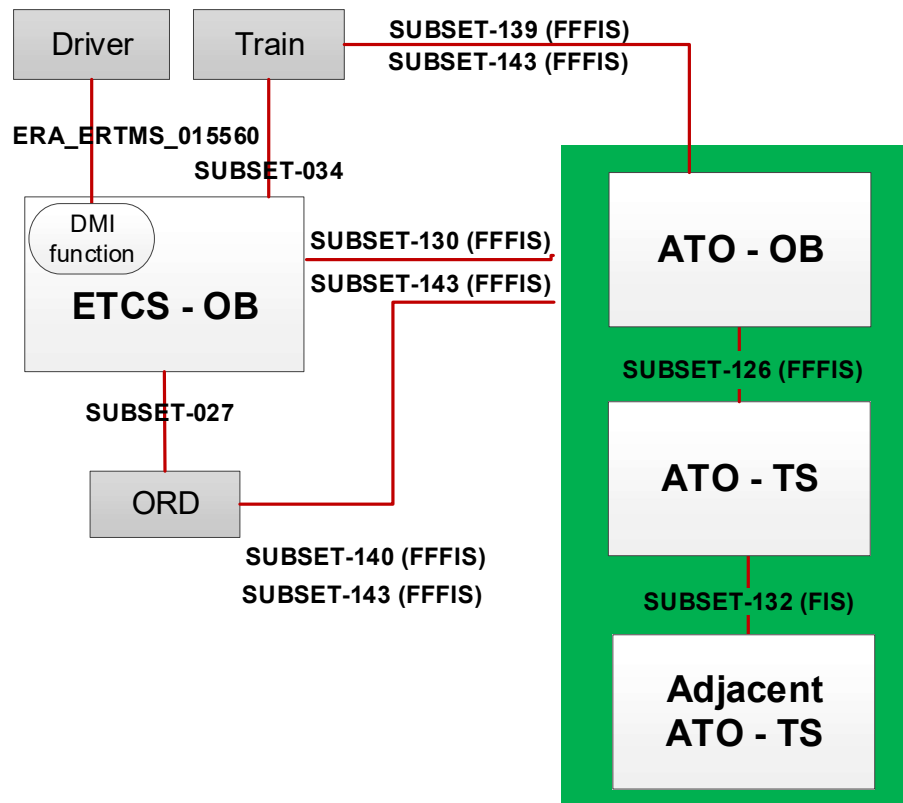 Driver
Train
SUBSET-139 (FFFIS)
SUBSET-143 (FFFIS)
ERA_ERTMS_015560
SUBSET-034
DMI
function
ETCS - OB
SUBSET-130 (FFFIS)
SUBSET-143 (FFFIS)
ATO - OB
SUBSET-126 (FFFIS)
SUBSET-027
ATO - TS
ORD
SUBSET-140 (FFFIS)
SUBSET-143 (FFFIS)
SUBSET-132 (FIS)
Adjacent
ATO - TS